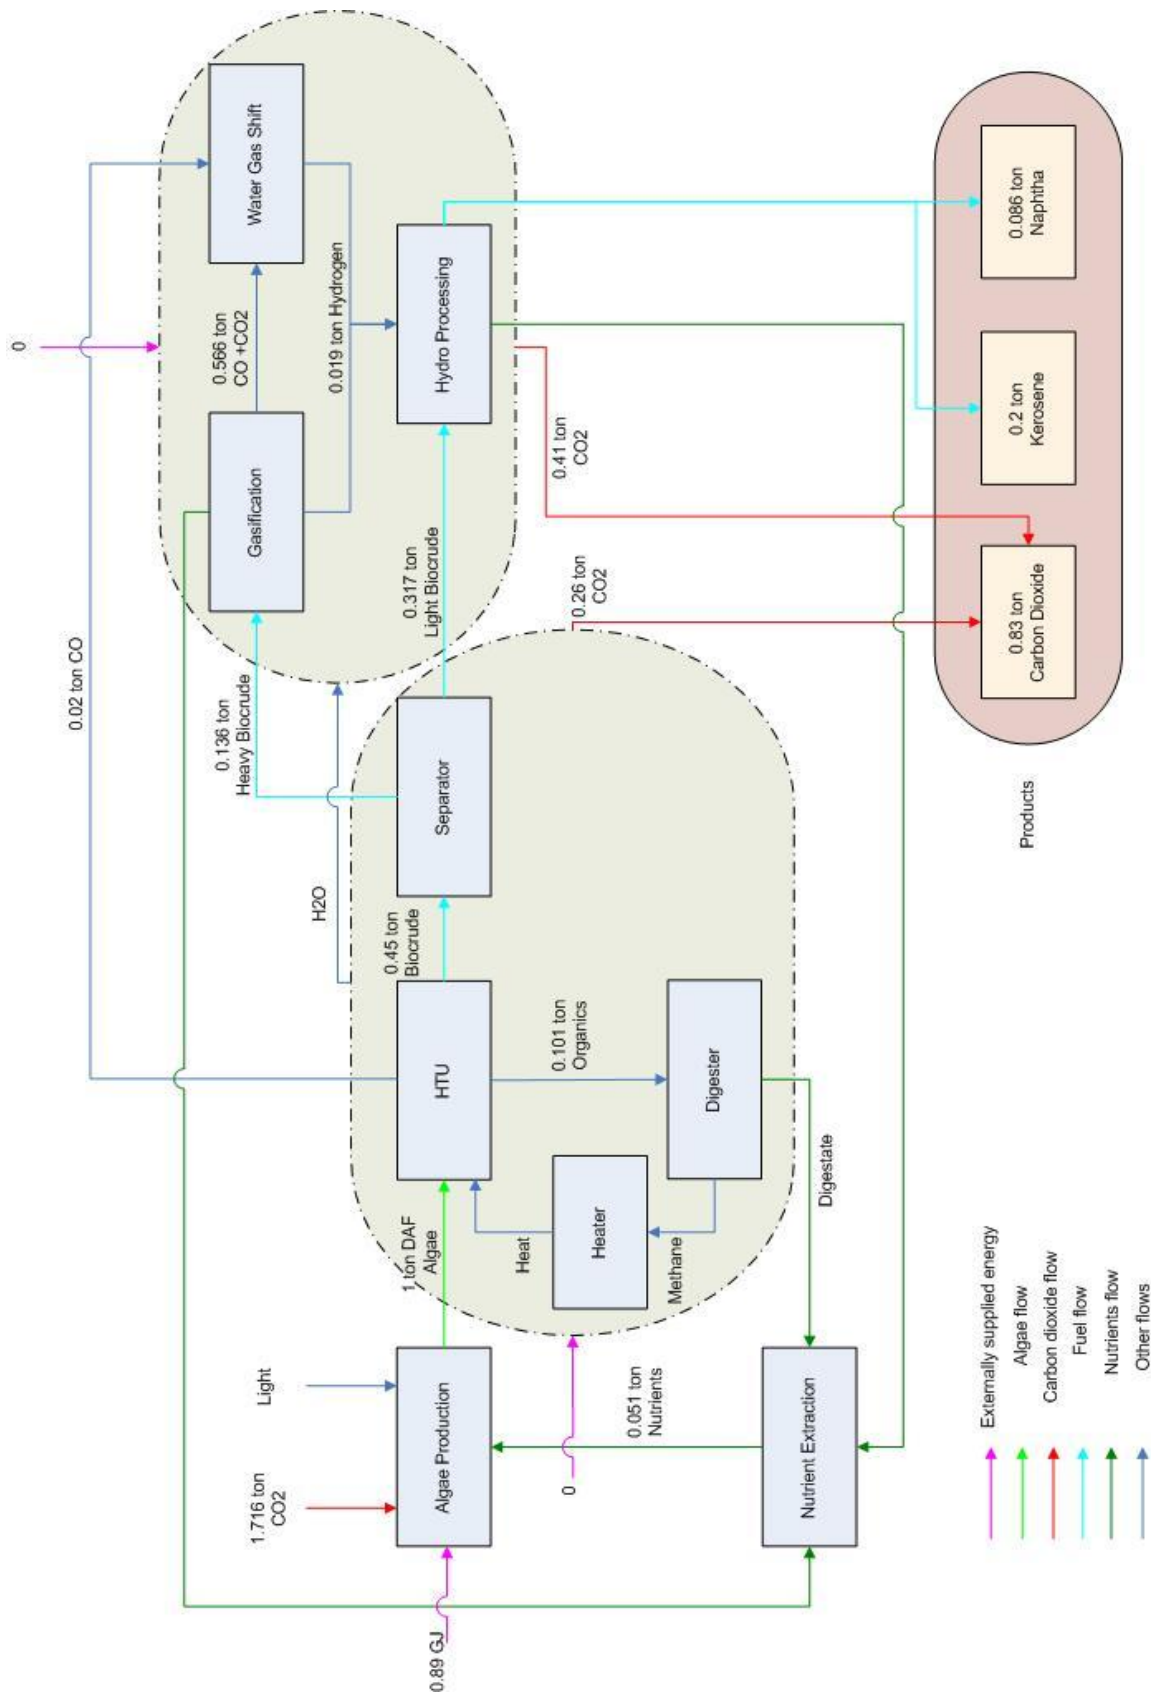 0.89 GJ
1.716 ton
CO2
Light
Algae Production
0.051 ton
Nutrients
Nutrient Extraction
0
1 ton DAF
Algae
Heat
Heater
Methane
Digestate
HTU
0.101 ton
Organics
Digester
0.02 ton CO
H2O
0.45 ton
Biocrude
Separator
0.136 ton
Heavy Biocrude
0.317 ton
Light Biocrude
0.26 ton
CO2
Gasification
0.566 ton
CO +CO2
0
Water Gas Shift
0.019 ton Hydrogen
Hydro Processing
0.41 ton
CO2
0.83 ton
Carbon Dioxide
0.2 ton
Kerosene
0.086 ton
Naphtha
Products
Externally supplied energy
Algae flow
Carbon dioxide flow
Fuel flow
Nutrients flow
Other flows